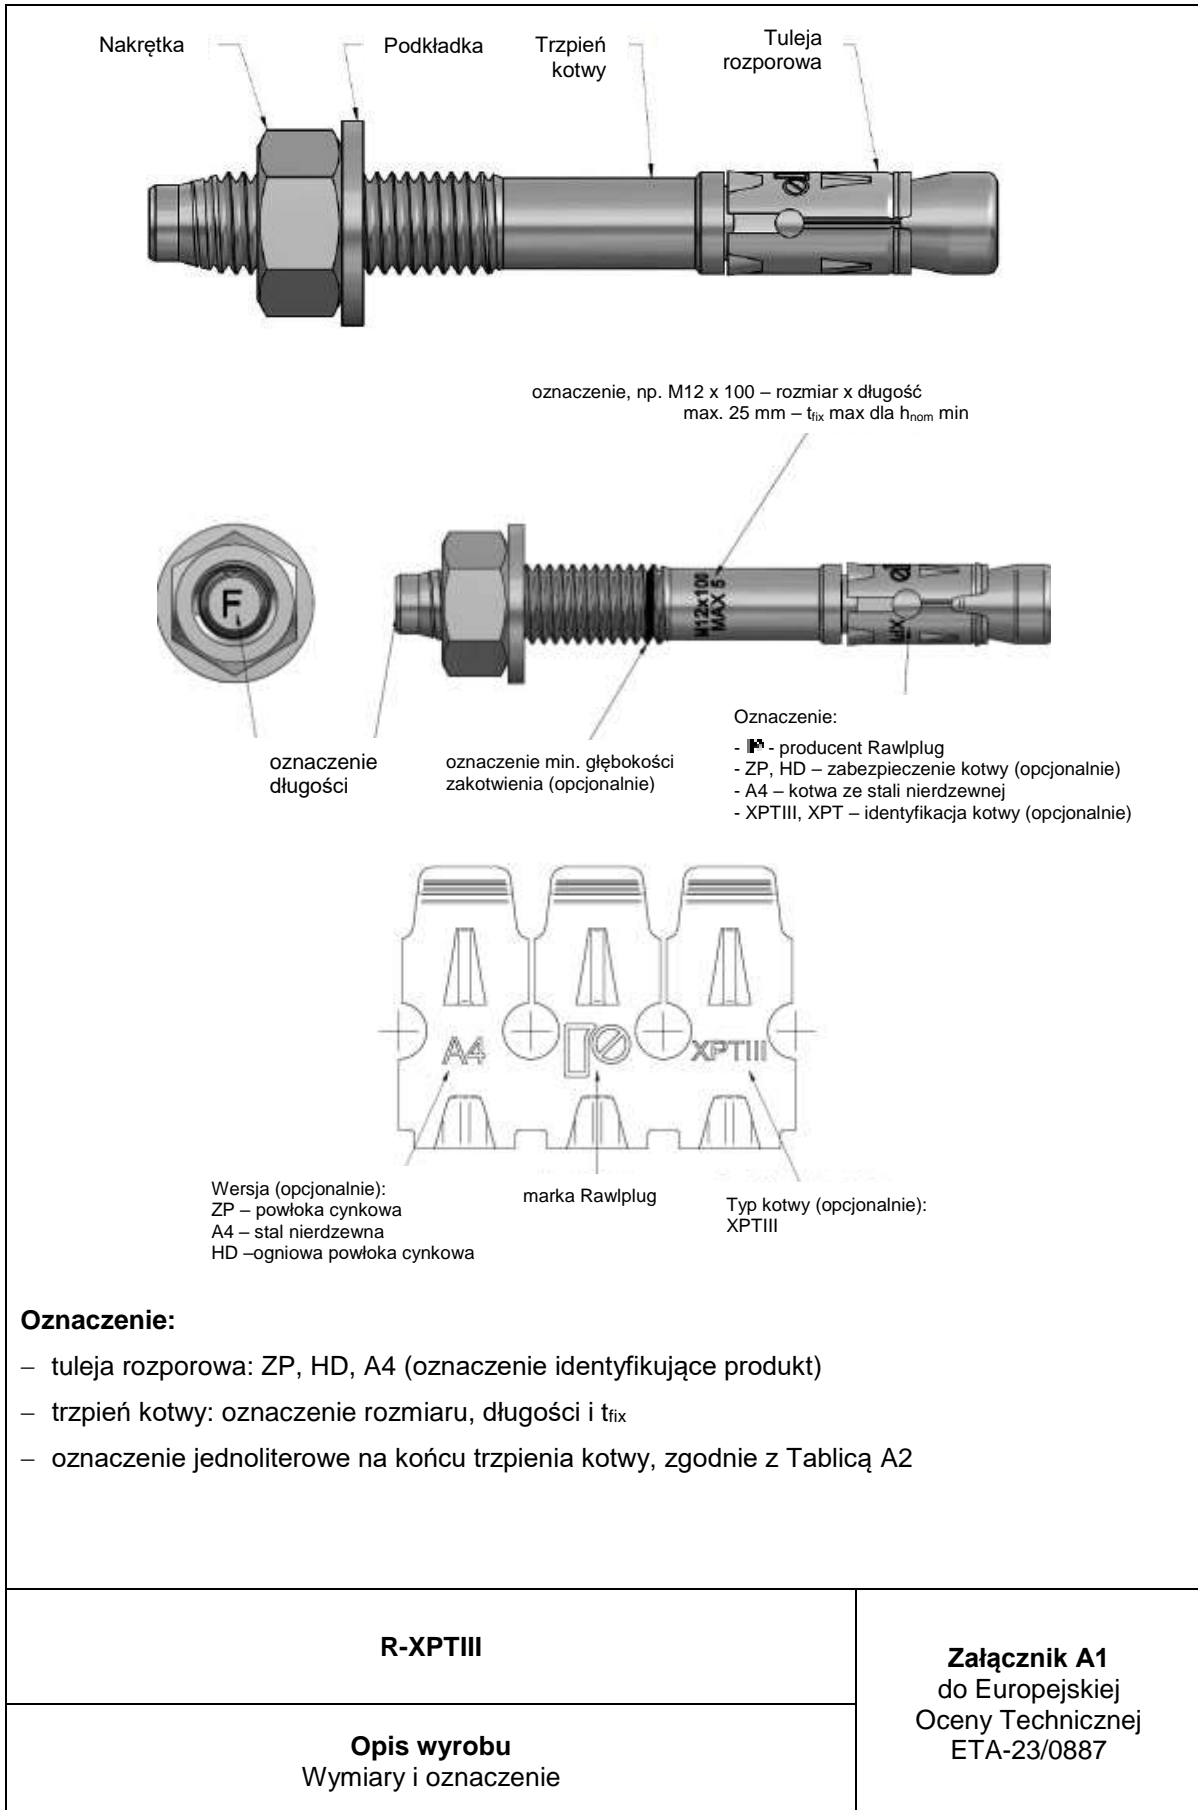 Nakrętka
Podkładka
Trzpień
kotwy
Tuleja
rozporowa
oznaczenie, np. M12 x 100 – rozmiar x długość
max. 25 mm – tfix max dla hnom min
F
M12x100
MAX 5
XPT
oznaczenie
długości
oznaczenie min. głębokości
zakotwienia (opcjonalnie)
Oznaczenie:
- - producent Rawlplug
- ZP, HD – zabezpieczenie kotwy (opcjonalnie)
- A4 – kotwa ze stali nierdzewnej
- XPTIII, XPT – identyfikacja kotwy (opcjonalnie)
A4
XPTIII
Wersja (opcjonalnie):
ZP – powłoka cynkowa
A4 – stal nierdzewna
HD –ogniowa powłoka cynkowa
marka Rawlplug
Typ kotwy (opcjonalnie):
XPTIII
Oznaczenie:
– tuleja rozporowa: ZP, HD, A4 (oznaczenie identyfikujące produkt)
– trzpień kotwy: oznaczenie rozmiaru, długości i tfix
– oznaczenie jednoliterowe na końcu trzpienia kotwy, zgodnie z Tablicą A2
R-XPTIII
Opis wyrobu
Wymiary i oznaczenie
Załącznik A1
do Europejskiej
Oceny Technicznej
ETA-23/0887